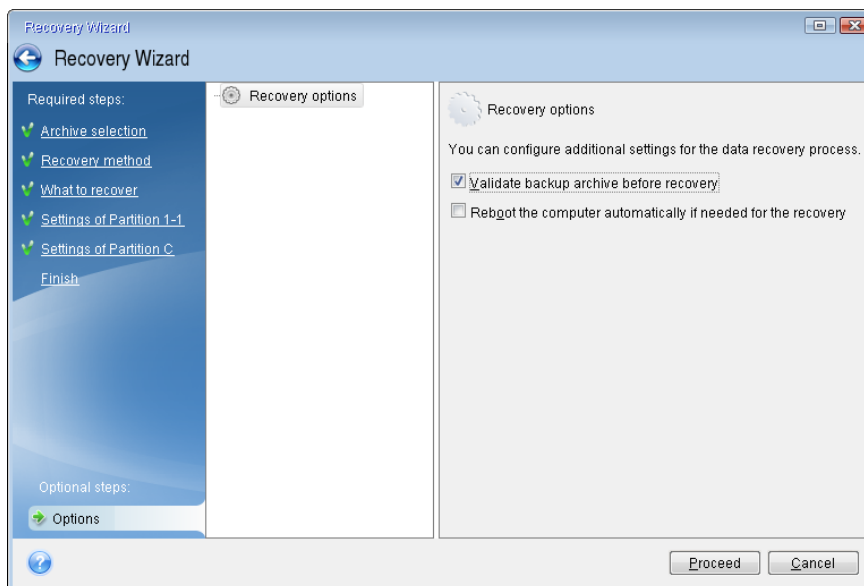 Recovery Wizard
Recovery Wizard
Required steps:
Archive selection
Recovery method
What to recover
Settings of Partition 1-1
Settings of Partition C
Finish
Optional steps:
Options
Recovery options
Recovery options
You can configure additional settings for the data recovery process.
Validate backup archive before recovery
Reboot the computer automatically if needed for the recovery
?
Proceed
Cancel